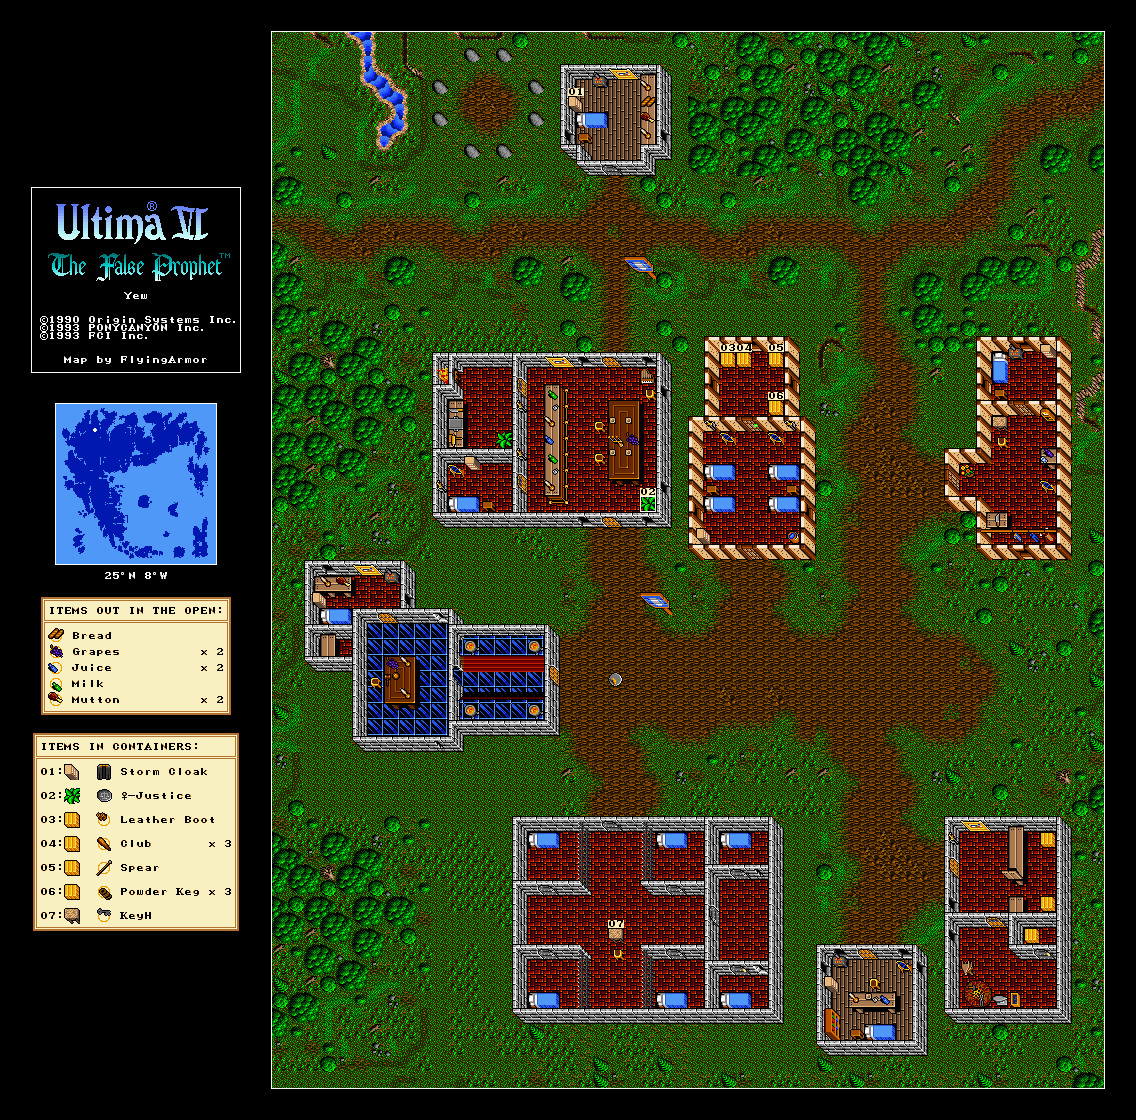 Ultima® VI
The False Prophet™
Yew
©1990 Origin Systems Inc.
©1993 PONYCANYON Inc.
©1993 FCI Inc.
Map by FlyingArmor
25°N 8°W
ITEMS OUT IN THE OPEN:
Bread
Grapes x 2
Juice x 2
Milk
Mutton x 2
ITEMS IN CONTAINERS:
01: Storm Cloak
02: ♀-Justice
03: Leather Boot
04: Club x 3
05: Spear
06: Powder Keg x 3
07: KeyH
01
03 04 05
06
02
07